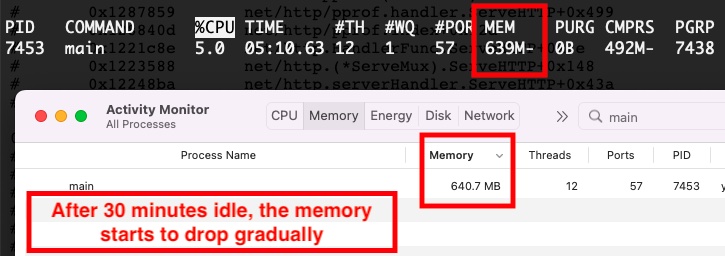 #      0x1287859      net/http/pprof.handler.ServeHTTP+0x499
PID COMMAND %CPU TIME #TH #WQ #POR MEM PURG CMPRS PGRP
7453 main 5.0 05:10.63 12 1 57 639M- 0B 492M- 7438
#      0x1223588      net/http.(*ServeMux).ServeHTTP+0x148
#      0x12248ba      net/http.serverHandler.ServeHTTP+0x43a
Activity Monitor
All Processes
CPU Memory Energy Disk Network
main
Process Name Memory Threads Ports PID
main 640.7 MB 12 57 7453
After 30 minutes idle, the memory
starts to drop gradually